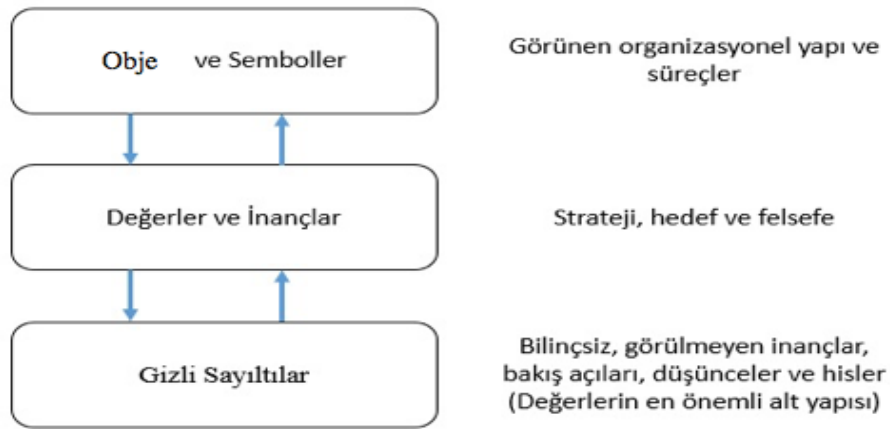 Obje ve Semboller
Görünen organizasyonel yapı ve
süreçler
Değerler ve İnançlar
Strateji, hedef ve felsefe
Gizli Sayıltılar
Bilinçsiz, görülmeyen inançlar,
bakış açıları, düşünceler ve hisler
(Değerlerin en önemli alt yapısı)